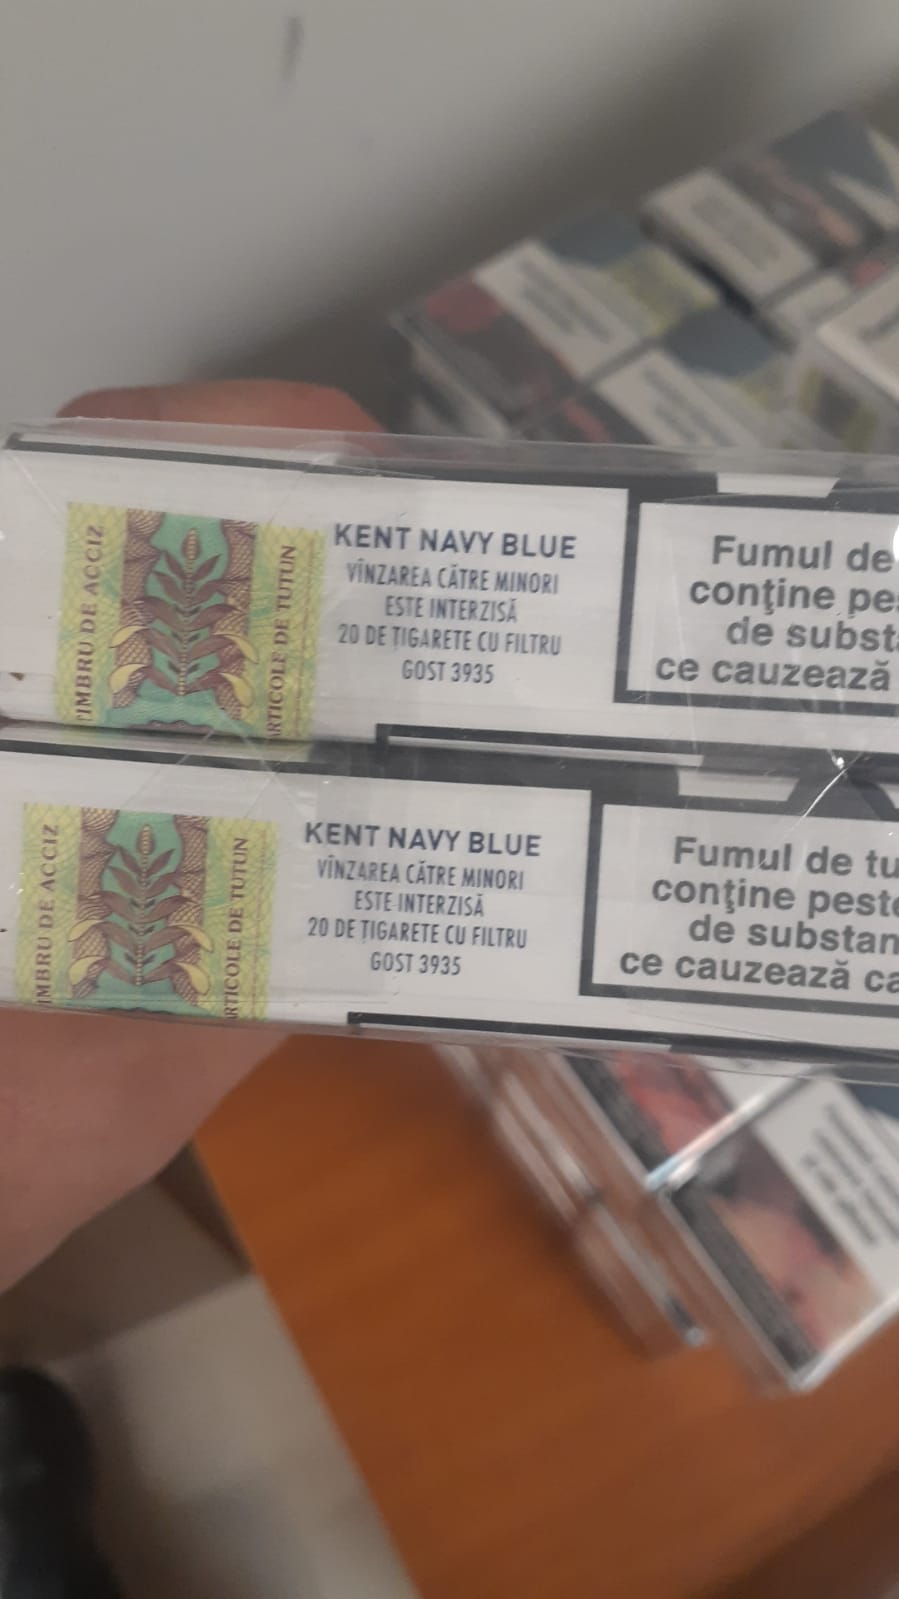 TIMBRU DE ACCIZ
ARTICOLE DE TUTUN
KENT NAVY BLUE
VÎNZAREA CĂTRE MINORI
ESTE INTERZISĂ
20 DE ȚIGARETE CU FILTRU
GOST 3935
Fumul de
conţine pes
de subst
ce cauzează
IMBRU DE ACCIZ
RTICOLE DE TUTUN
KENT NAVY BLUE
VÎNZAREA CĂTRE MINORI
ESTE INTERZISĂ
20 DE ȚIGARETE CU FILTRU
GOST 3935
Fumul de tu
conţine peste
de substan
ce cauzează ca